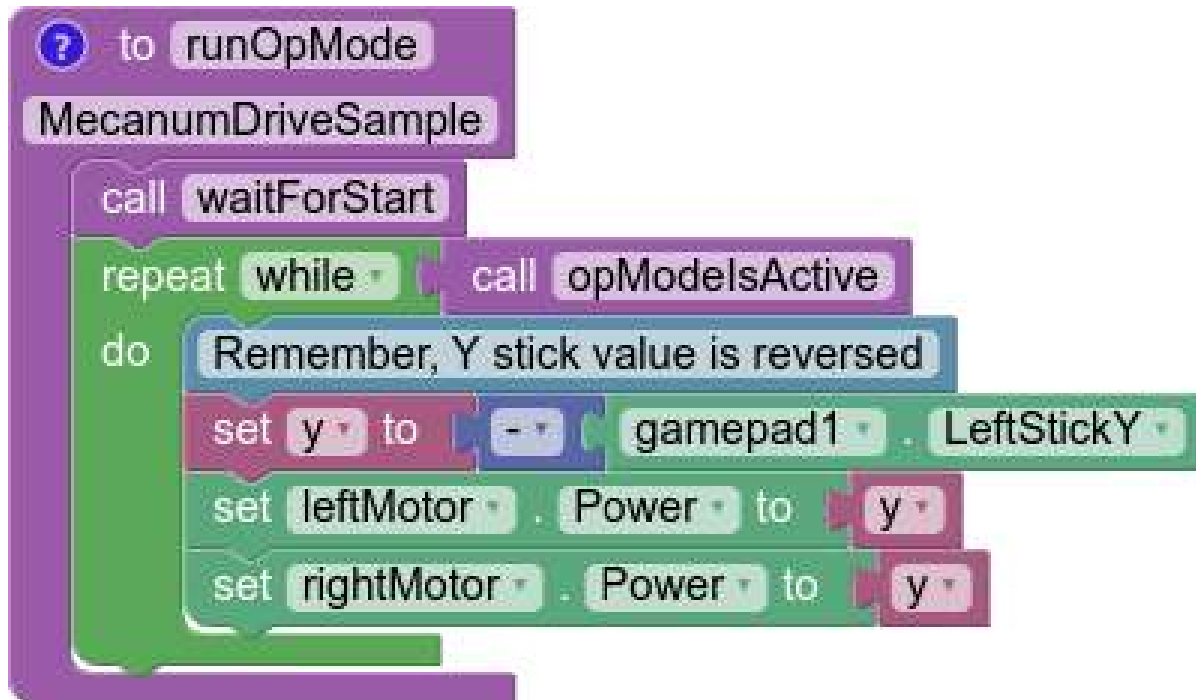 ? to runOpMode
MecanumDriveSample
call waitForStart
repeat while call opModeIsActive
do Remember, Y stick value is reversed
set y to - gamepad1 . LeftStickY
set leftMotor . Power to y
set rightMotor . Power to y